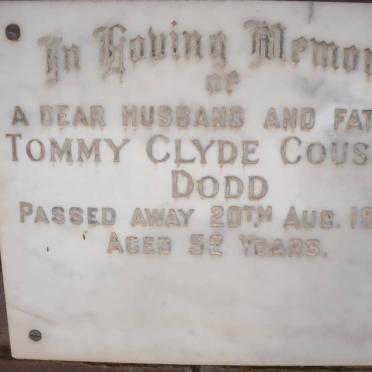 In Loving Memor
of
A DEAR HUSBAND AND FAT
TOMMY CLYDE COUS
DODD
PASSED AWAY 20TH AUG. 19
AGED 52 YEARS.